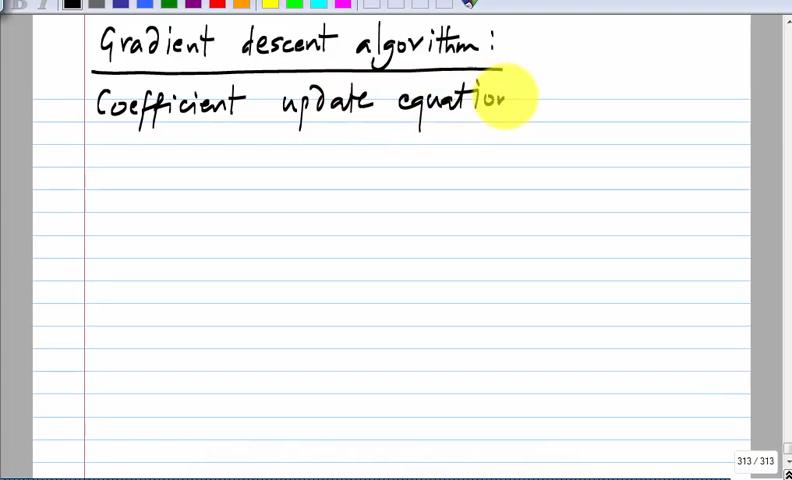 Gradient descent algorithm:
Coefficient update equation
313 / 313